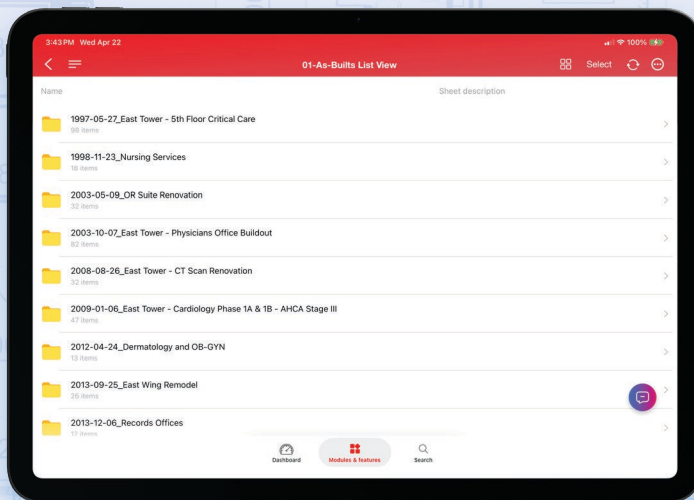 3:43 PM Wed Apr 22
100%
01-As-Builts List View
Select
Name
Sheet description
1997-05-27_East Tower - 5th Floor Critical Care
98 items
1998-11-23_Nursing Services
18 items
2003-05-09_OR Suite Renovation
32 items
2003-10-07_East Tower - Physicians Office Buildout
82 items
2008-08-26_East Tower - CT Scan Renovation
32 items
2009-01-06_East Tower - Cardiology Phase 1A & 1B - AHCA Stage III
47 items
2012-04-24_Dermatology and OB-GYN
13 items
2013-09-25_East Wing Remodel
26 items
2013-12-06_Records Offices
12 items
Dashboard
Modules & features
Search